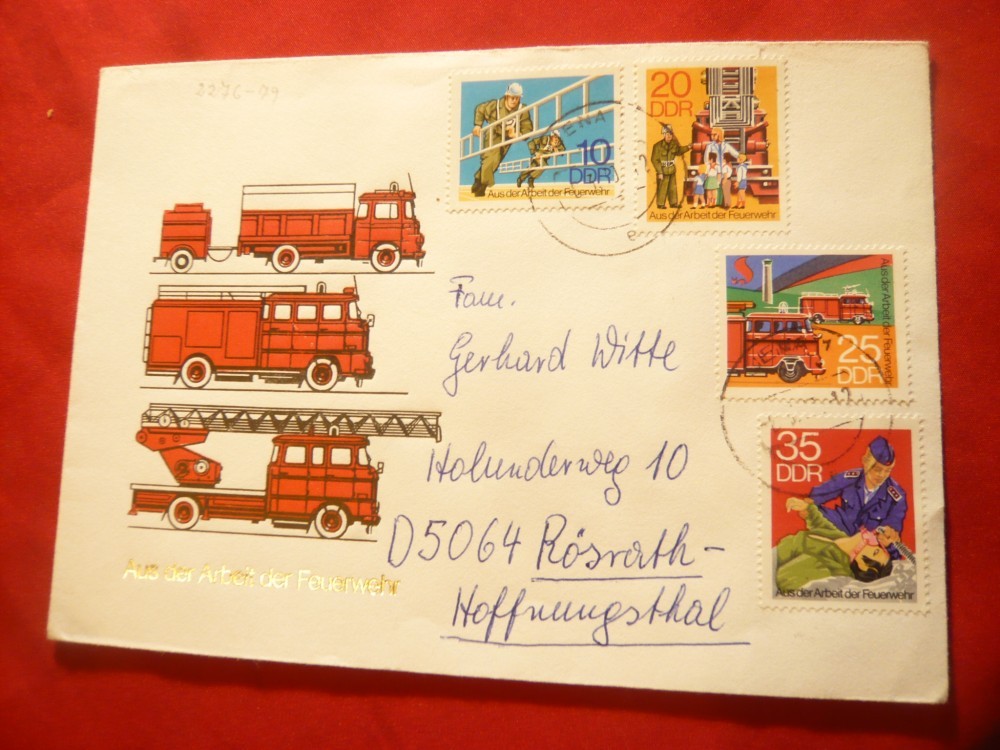 2276-79
10
DDR
Aus der Arbeit der Feuerwehr
20
DDR
Aus der Arbeit der Feuerwehr
Aus der Arbeit der Feuerwehr
25
DDR
35
DDR
Aus der Arbeit der Feuerwehr
Fam.
Gerhard Witte
Holunderweg 10
D5064 Rösrath-
Hoffnungsthal
Aus der Arbeit der Feuerwehr